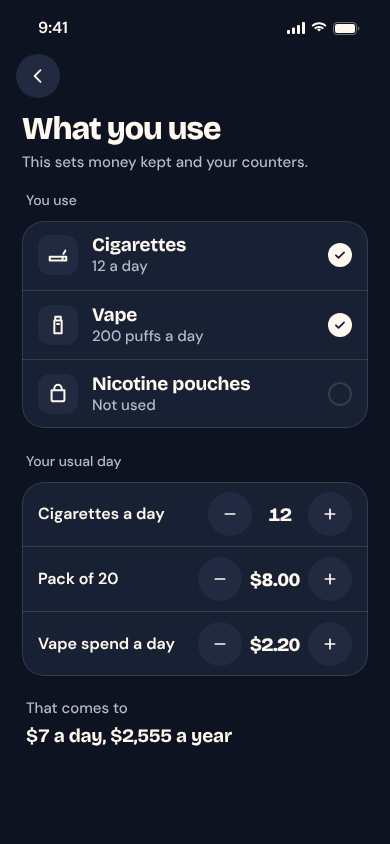 9:41
What you use
This sets money kept and your counters.
You use
Cigarettes
12 a day
Vape
200 puffs a day
Nicotine pouches
Not used
Your usual day
Cigarettes a day − 12 +
Pack of 20 − $8.00 +
Vape spend a day − $2.20 +
That comes to
$7 a day, $2,555 a year